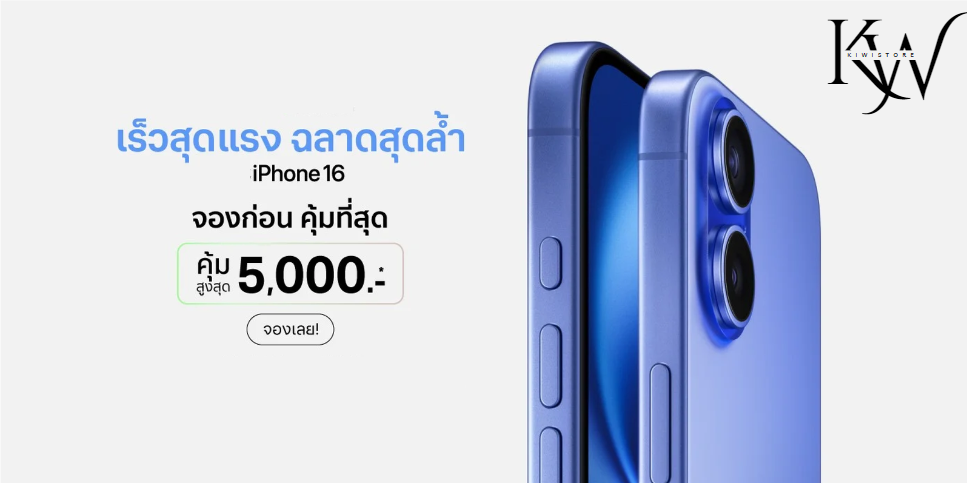 KW
KIWISTORE
เร็วสุดแรง ฉลาดสุดล้ำ
iPhone 16
จองก่อน คุ้มที่สุด
คุ้ม
สูงสุด
5,000.-*
จองเลย!